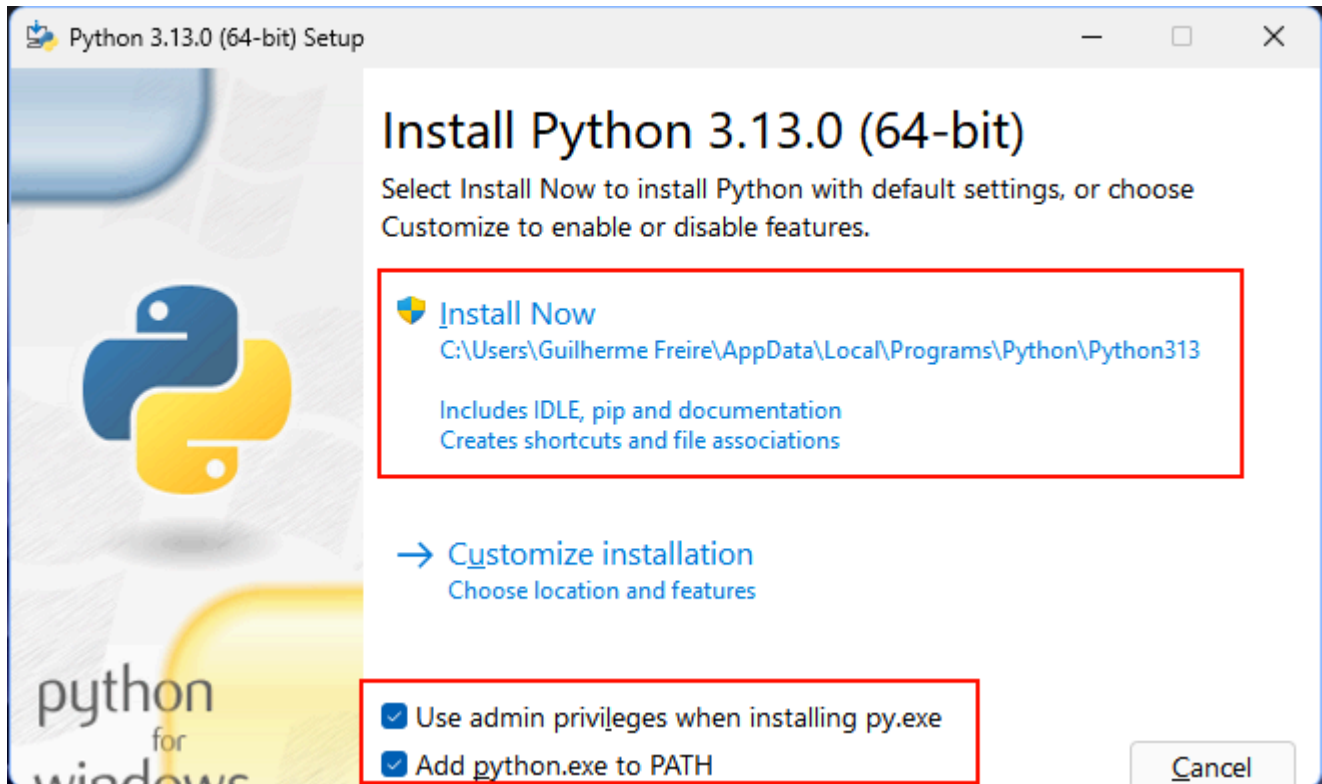 Python 3.13.0 (64-bit) Setup
Install Python 3.13.0 (64-bit)
Select Install Now to install Python with default settings, or choose
Customize to enable or disable features.
Install Now
C:\Users\Guilherme Freire\AppData\Local\Programs\Python\Python313
Includes IDLE, pip and documentation
Creates shortcuts and file associations
Customize installation
Choose location and features
python
for
windows
Use admin privileges when installing py.exe
Add python.exe to PATH
Cancel